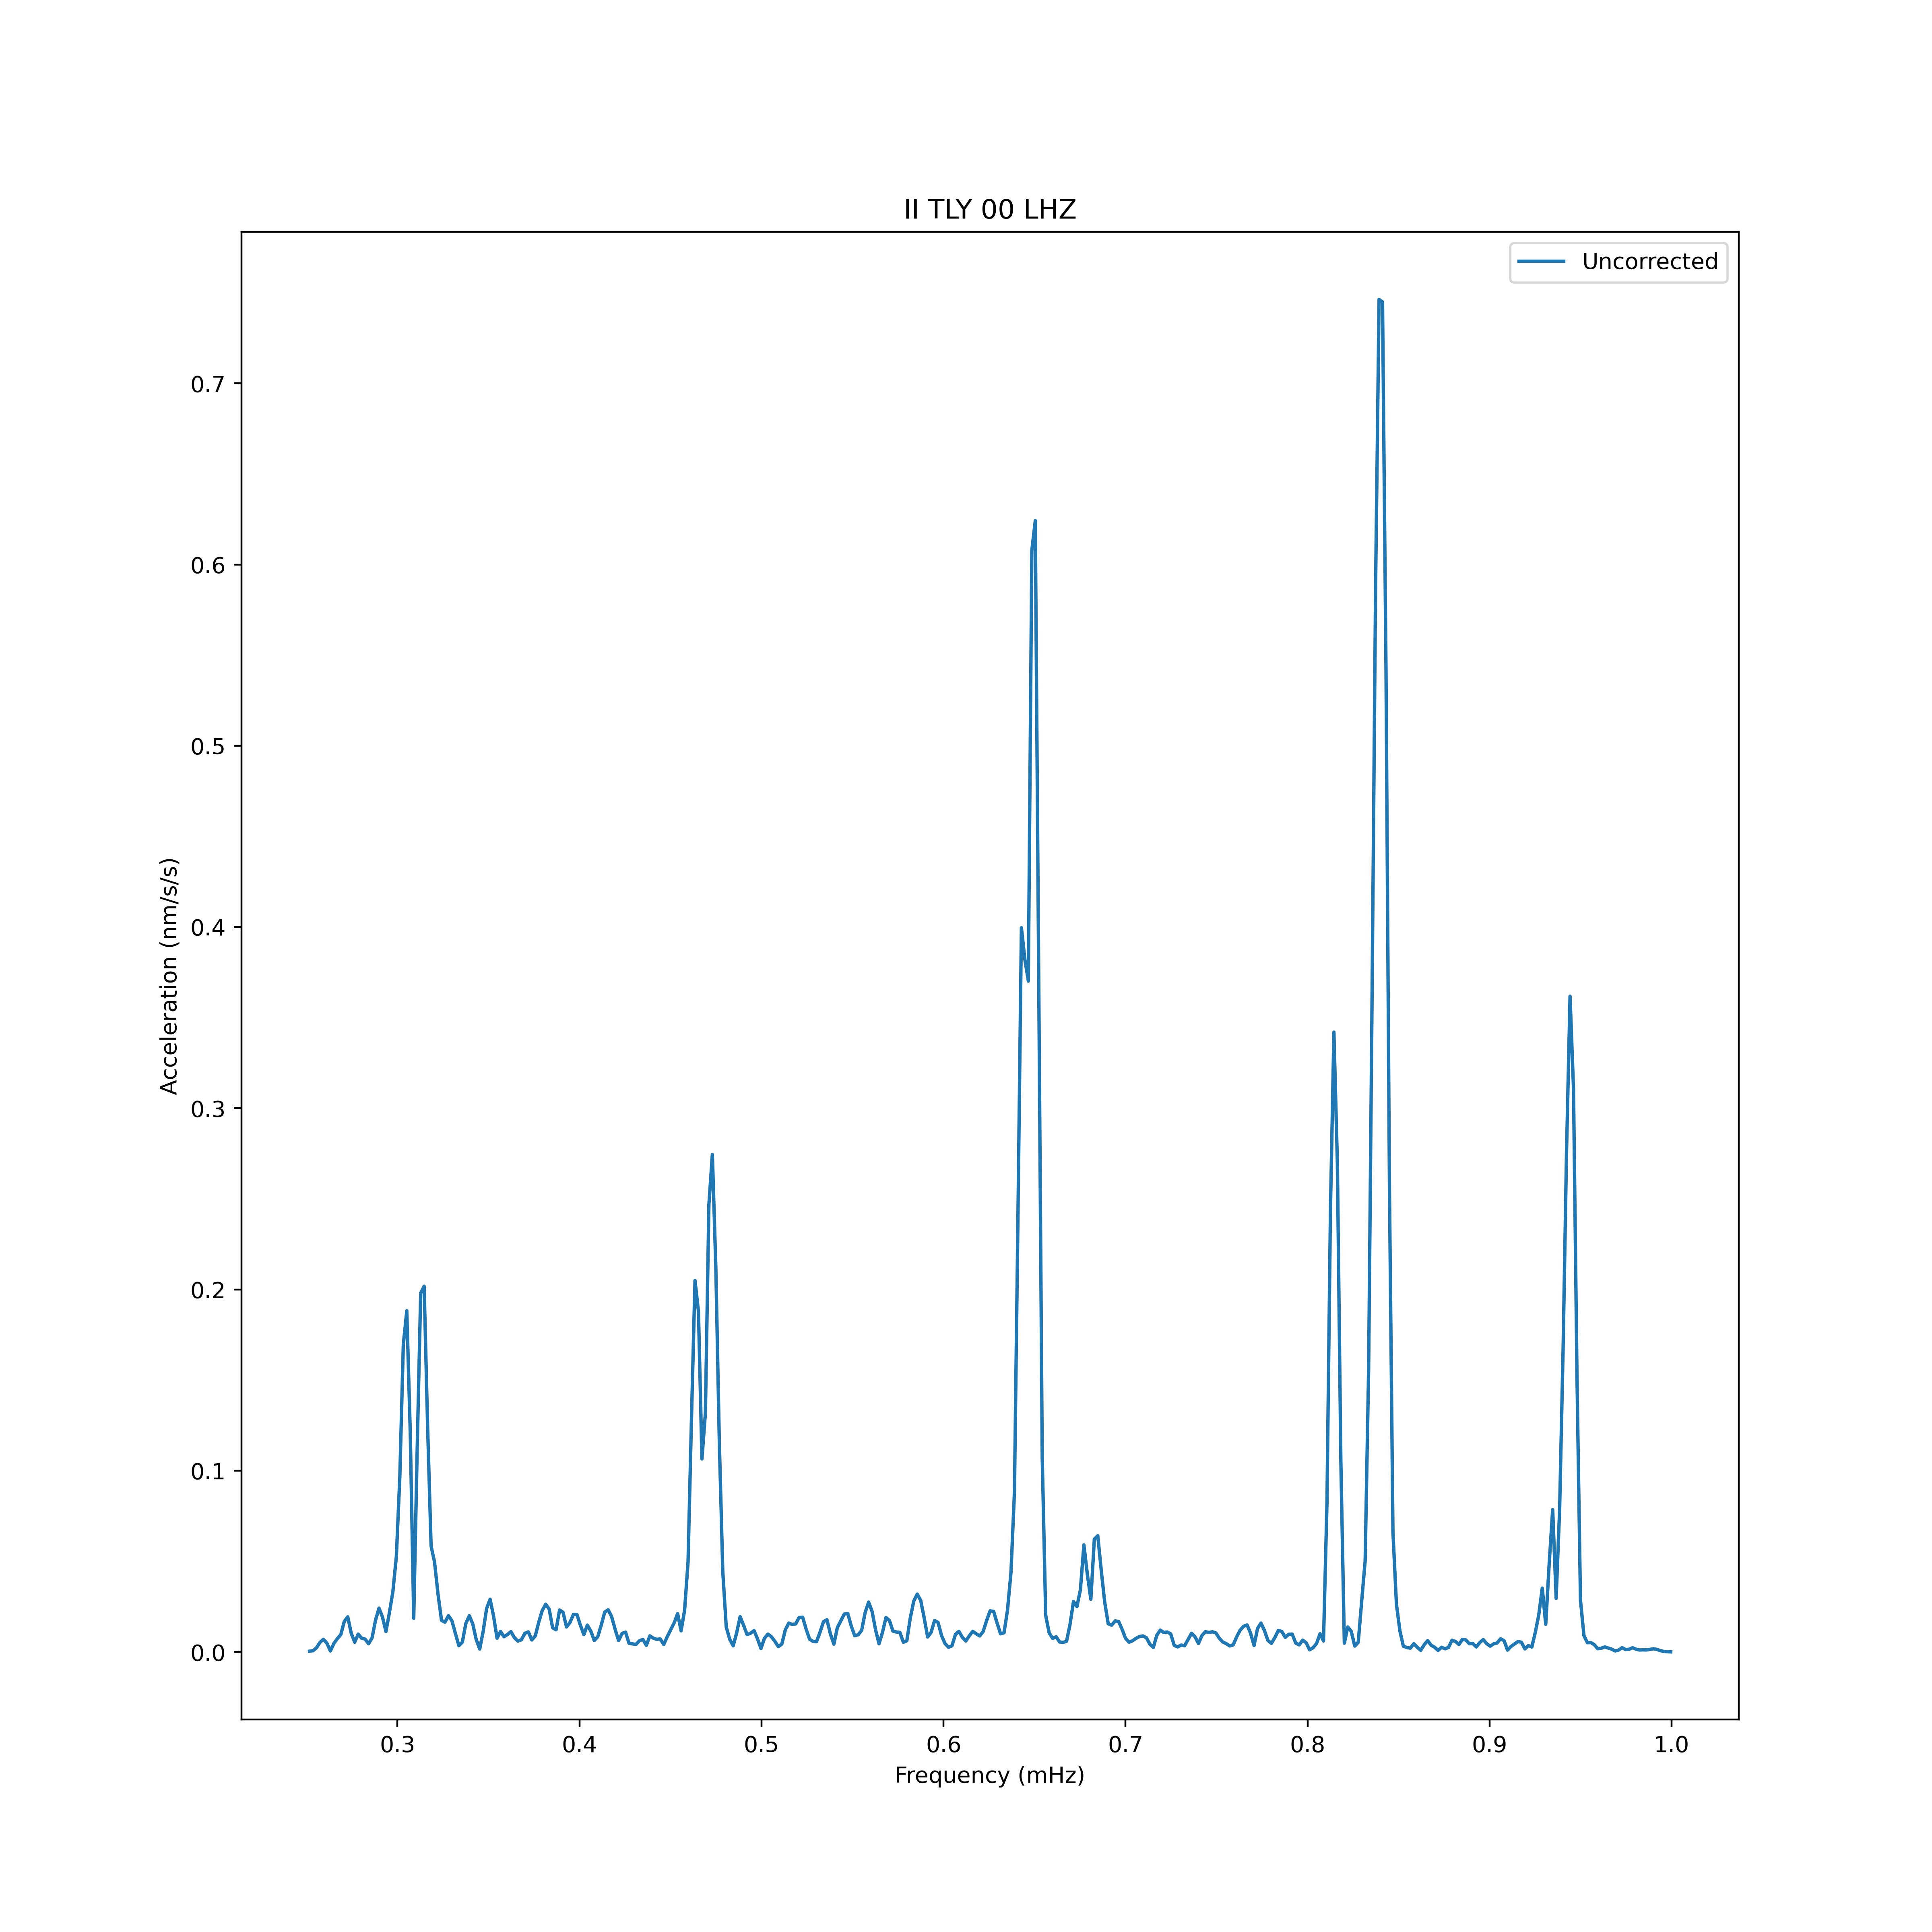 II TLY 00 LHZ
Uncorrected
0.7
0.6
0.5
0.4
0.3
0.2
0.1
0.0
Acceleration (nm/s/s)
0.3 0.4 0.5 0.6 0.7 0.8 0.9 1.0
Frequency (mHz)